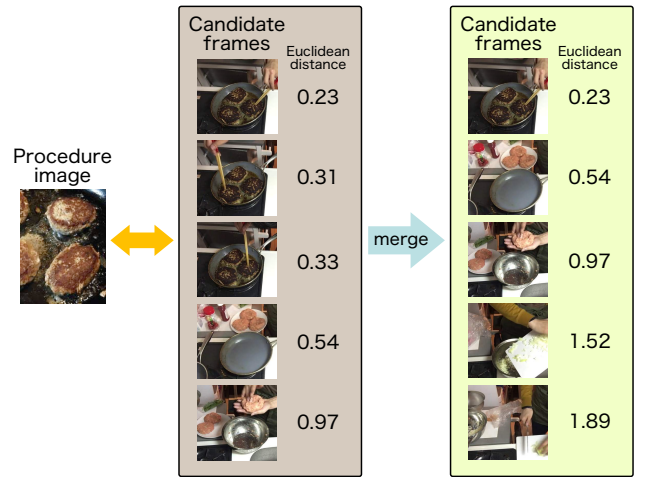 Procedure
image
Candidate
frames
Euclidean
distance
0.23
0.31
0.33
0.54
0.97
merge
Candidate
frames
Euclidean
distance
0.23
0.54
0.97
1.52
1.89